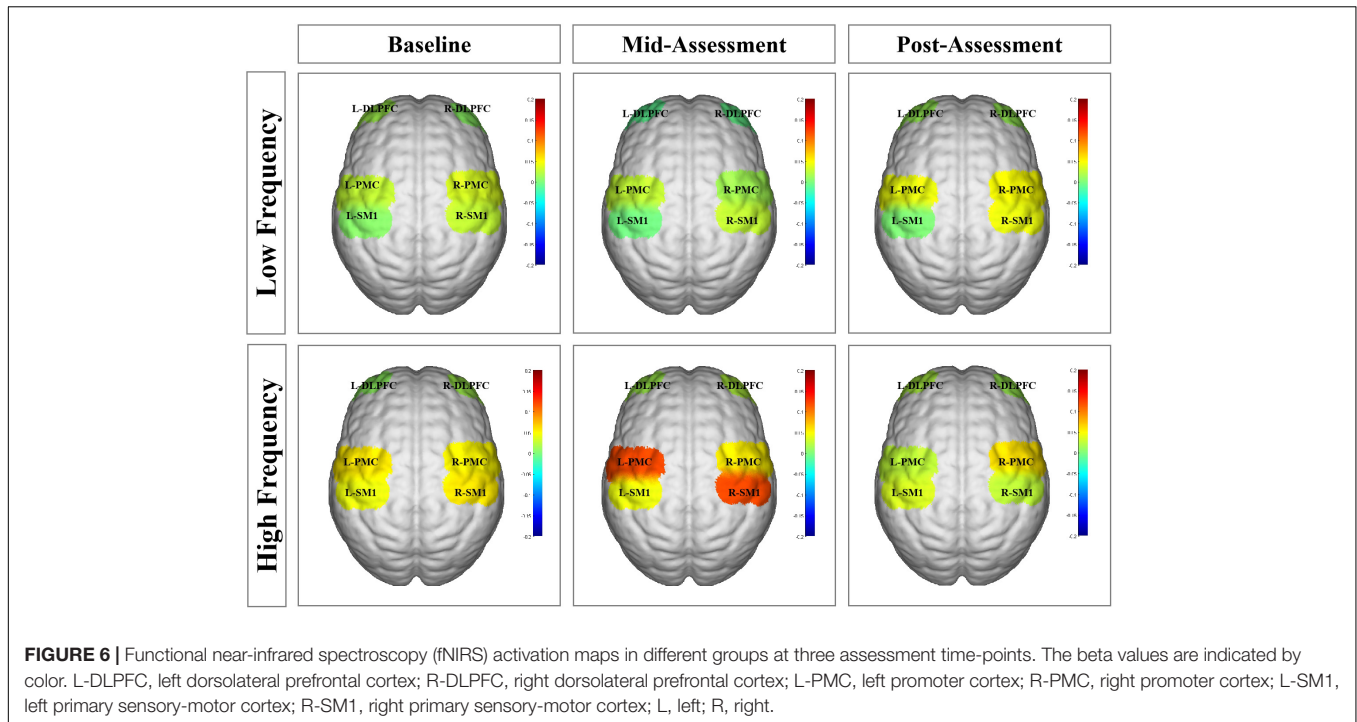 Baseline
Mid-Assessment
Post-Assessment
Low Frequency
L-DLPFC R-DLPFC
L-PMC R-PMC
L-SM1 R-SM1
L-DLPFC R-DLPFC
L-PMC R-PMC
L-SM1 R-SM1
L-DLPFC R-DLPFC
L-PMC R-PMC
L-SM1 R-SM1
High Frequency
L-DLPFC R-DLPFC
L-PMC R-PMC
L-SM1 R-SM1
L-DLPFC R-DLPFC
L-PMC R-PMC
L-SM1 R-SM1
L-DLPFC R-DLPFC
L-PMC R-PMC
L-SM1 R-SM1
FIGURE 6 | Functional near-infrared spectroscopy (fNIRS) activation maps in different groups at three assessment time-points. The beta values are indicated by
color. L-DLPFC, left dorsolateral prefrontal cortex; R-DLPFC, right dorsolateral prefrontal cortex; L-PMC, left promoter cortex; R-PMC, right promoter cortex; L-SM1,
left primary sensory-motor cortex; R-SM1, right primary sensory-motor cortex; L, left; R, right.